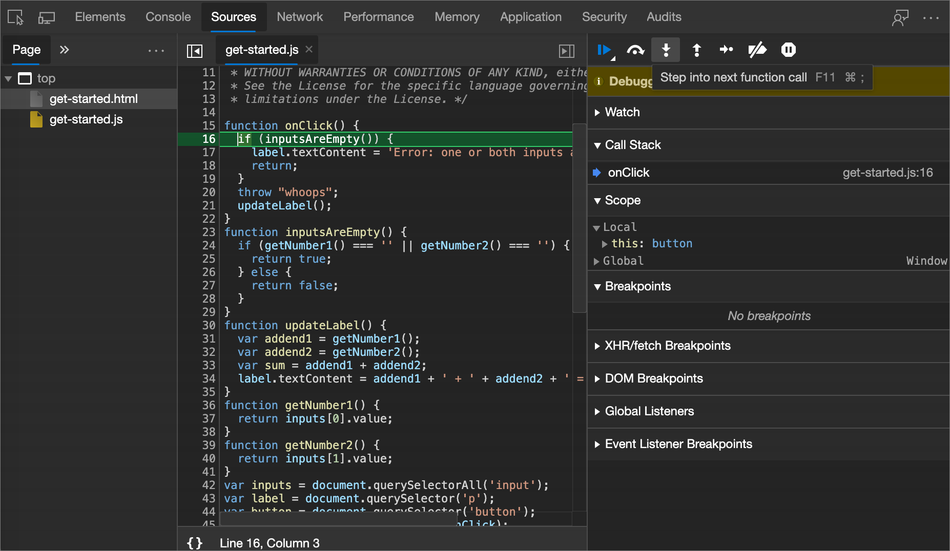 Elements Console Sources Network Performance Memory Application Security Audits
Page
get-started.js
Step into next function call F11 ⌘ ;
top
get-started.html
get-started.js
11 * WITHOUT WARRANTIES OR CONDITIONS OF ANY KIND, eithe
12 * See the License for the specific language governing
13 * limitations under the License. */
14
15 function onClick() {
16 if (inputsAreEmpty()) {
17 label.textContent = 'Error: one or both inputs a
18 return;
19 }
20 throw "whoops";
21 updateLabel();
22 }
23 function inputsAreEmpty() {
24 if (getNumber1() === '' || getNumber2() === '') {
25 return true;
26 } else {
27 return false;
28 }
29 }
30 function updateLabel() {
31 var addend1 = getNumber1();
32 var addend2 = getNumber2();
33 var sum = addend1 + addend2;
34 label.textContent = addend1 + ' + ' + addend2 + ' =
35 }
36 function getNumber1() {
37 return inputs[0].value;
38 }
39 function getNumber2() {
40 return inputs[1].value;
41 }
42 var inputs = document.querySelectorAll('input');
43 var label = document.querySelector('p');
44 var button = document.querySelector('button');
45 nClick);
{} Line 16, Column 3
Debugg
Watch
Call Stack
onClick get-started.js:16
Scope
Local
this: button
Global Window
Breakpoints
No breakpoints
XHR/fetch Breakpoints
DOM Breakpoints
Global Listeners
Event Listener Breakpoints